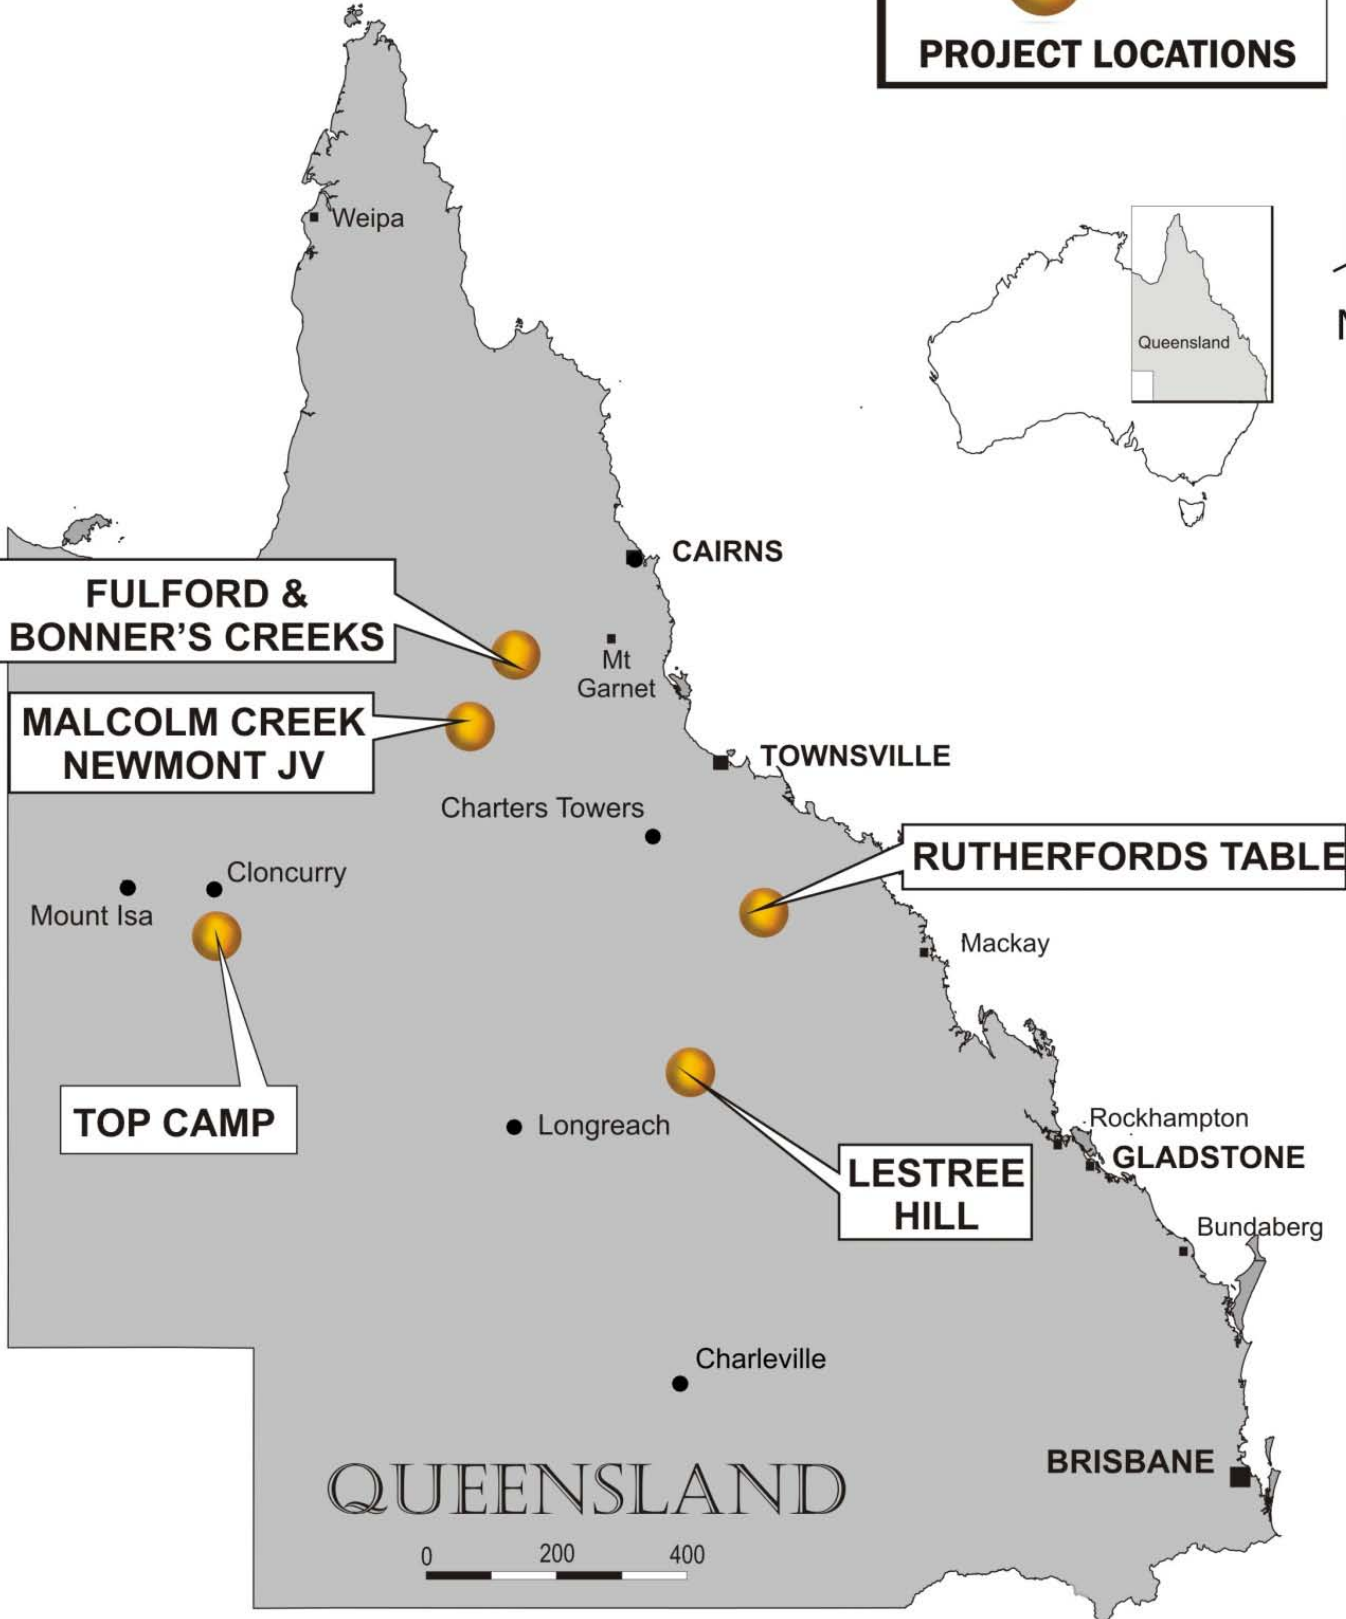 PROJECT LOCATIONS
Weipa
Queensland
CAIRNS
FULFORD &
BONNER'S CREEKS
Mt
Garnet
MALCOLM CREEK
NEWMONT JV
TOWNSVILLE
Charters Towers
RUTHERFORDS TABLE
Cloncurry
Mount Isa
Mackay
TOP CAMP
Longreach
Rockhampton
GLADSTONE
LESTREE
HILL
Bundaberg
Charleville
BRISBANE
QUEENSLAND
0 200 400